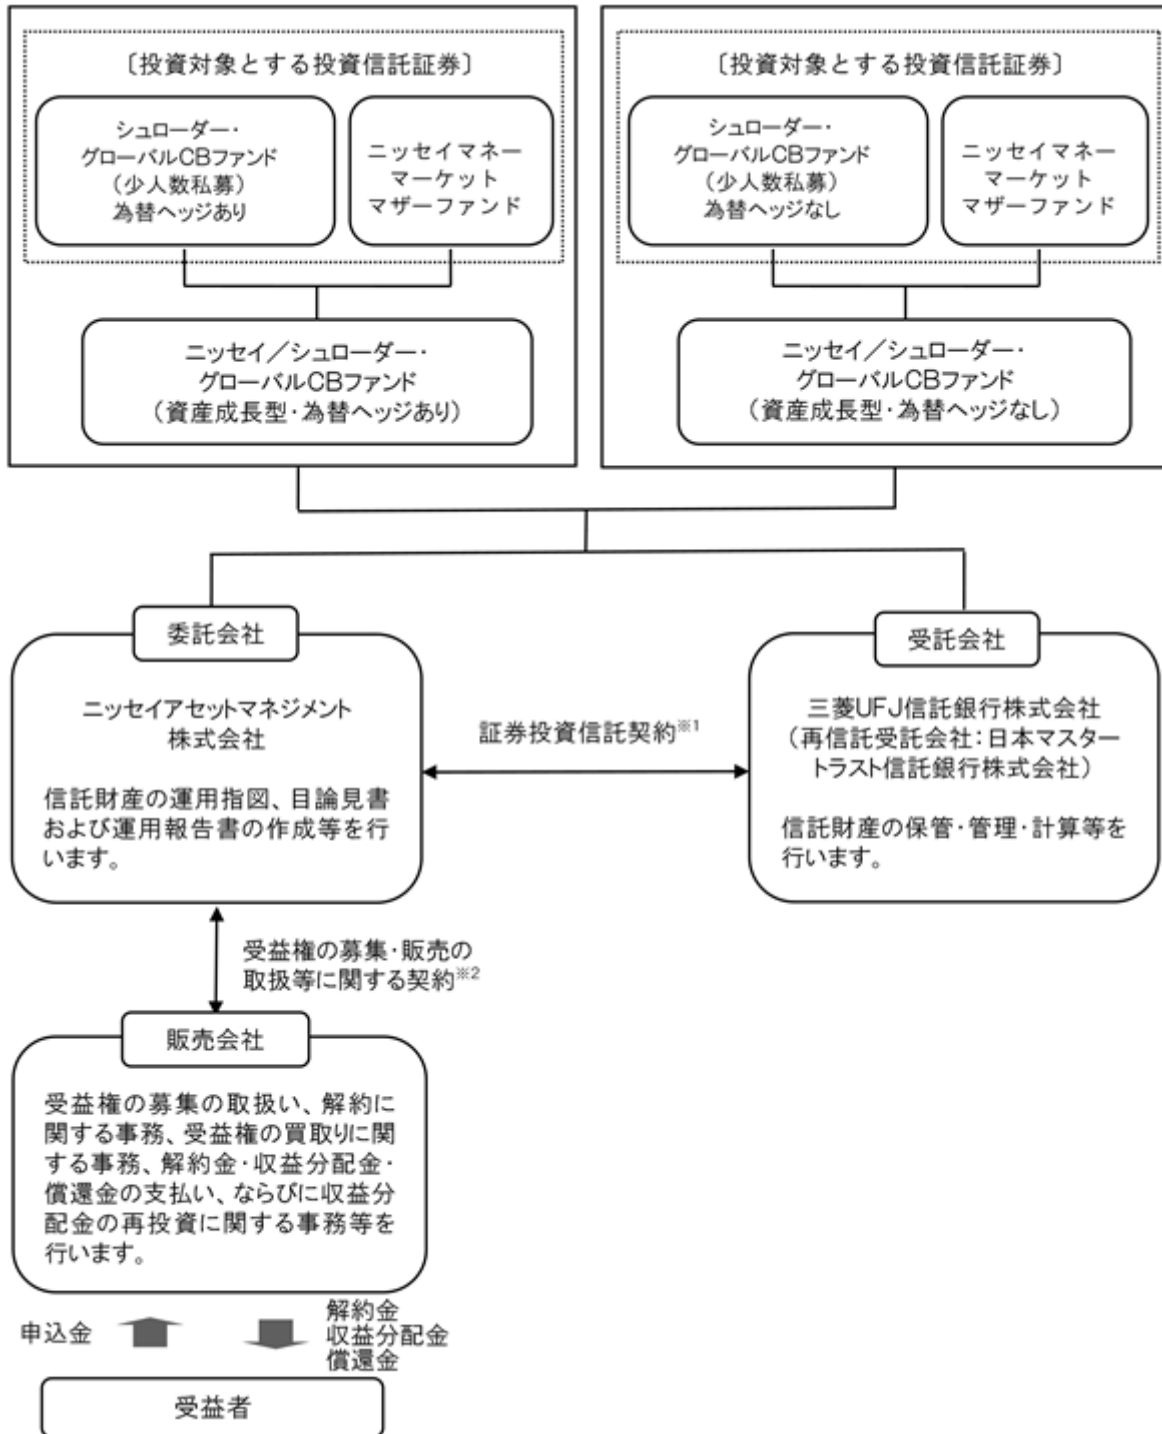 〔投資対象とする投資信託証券〕
シュローダー・
グローバルCBファンド
（少人数私募）
為替ヘッジあり
ニッセイマネー
マーケット
マザーファンド
ニッセイ／シュローダー・
グローバルCBファンド
（資産成長型・為替ヘッジあり）
〔投資対象とする投資信託証券〕
シュローダー・
グローバルCBファンド
（少人数私募）
為替ヘッジなし
ニッセイマネー
マーケット
マザーファンド
ニッセイ／シュローダー・
グローバルCBファンド
（資産成長型・為替ヘッジなし）
委託会社
ニッセイアセットマネジメント
株式会社
信託財産の運用指図、目論見書
および運用報告書の作成等を行
います。
証券投資信託契約※1
受託会社
三菱UFJ信託銀行株式会社
（再信託受託会社：日本マスター
トラスト信託銀行株式会社）
信託財産の保管・管理・計算等を
行います。
受益権の募集・販売の
取扱等に関する契約※2
販売会社
受益権の募集の取扱い、解約に
関する事務、受益権の買取りに関
する事務、解約金・収益分配金・
償還金の支払い、ならびに収益分
配金の再投資に関する事務等を
行います。
申込金
解約金
収益分配金
償還金
受益者